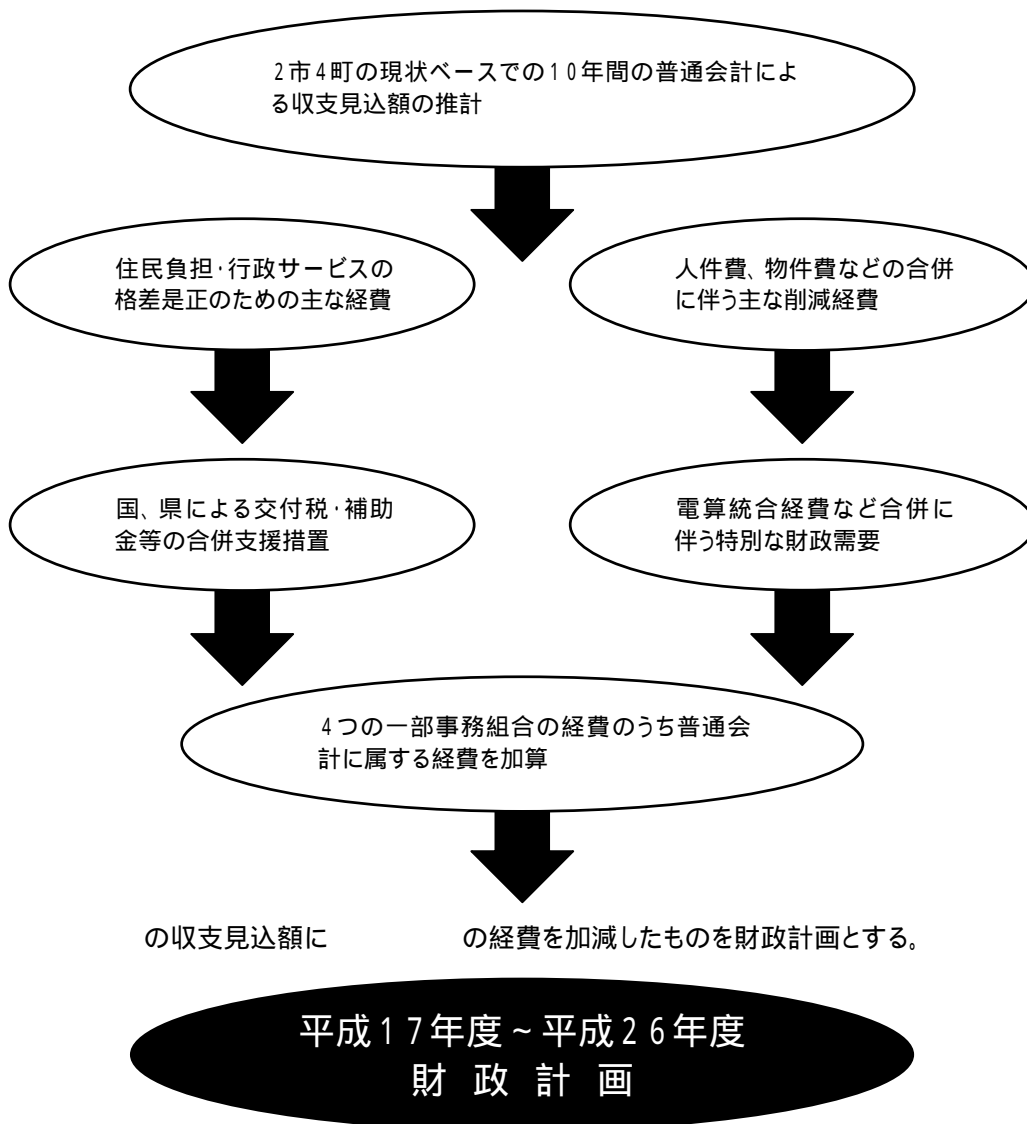 2市4町の現状ベースでの10年間の普通会計によ
る収支見込額の推計
住民負担・行政サービスの
格差是正のための主な経費
人件費、物件費などの合併
に伴う主な削減経費
国、県による交付税・補助
金等の合併支援措置
電算統合経費など合併に
伴う特別な財政需要
4つの一部事務組合の経費のうち普通会
計に属する経費を加算
の収支見込額に　　　の経費を加減したものを財政計画とする。
平成17年度~平成26年度
財 政 計 画